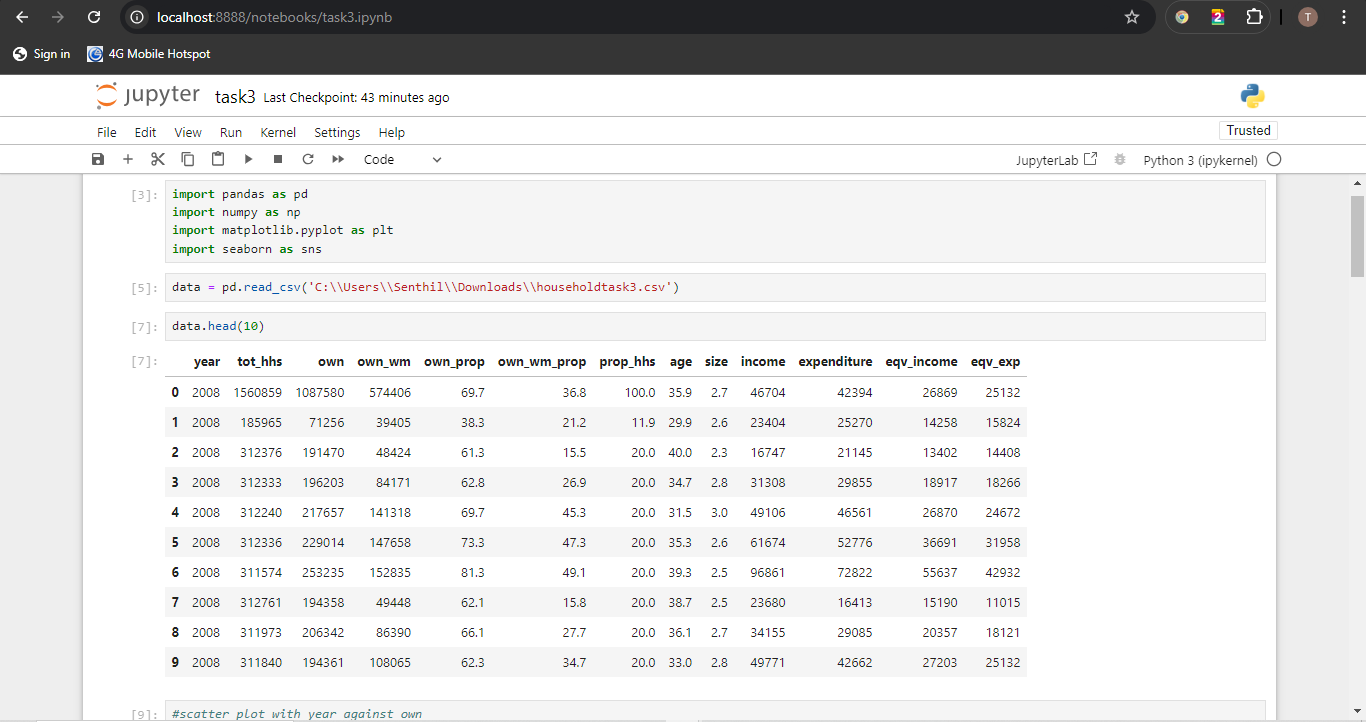 localhost:8888/notebooks/task3.ipynb
2
T
Sign in 4G Mobile Hotspot
jupyter task3 Last Checkpoint: 43 minutes ago
File Edit View Run Kernel Settings Help
Trusted
Code
JupyterLab Python 3 (ipykernel)
[3]: import pandas as pd
import numpy as np
import matplotlib.pyplot as plt
import seaborn as sns
[5]: data = pd.read_csv('C:\\Users\\Senthil\\Downloads\\householdtask3.csv')
[7]: data.head(10)
[7]: year tot_hhs own own_wm own_prop own_wm_prop prop_hhs age size income expenditure eqv_income eqv_exp
0 2008 1560859 1087580 574406 69.7 36.8 100.0 35.9 2.7 46704 42394 26869 25132
1 2008 185965 71256 39405 38.3 21.2 11.9 29.9 2.6 23404 25270 14258 15824
2 2008 312376 191470 48424 61.3 15.5 20.0 40.0 2.3 16747 21145 13402 14408
3 2008 312333 196203 84171 62.8 26.9 20.0 34.7 2.8 31308 29855 18917 18266
4 2008 312240 217657 141318 69.7 45.3 20.0 31.5 3.0 49106 46561 26870 24672
5 2008 312336 229014 147658 73.3 47.3 20.0 35.3 2.6 61674 52776 36691 31958
6 2008 311574 253235 152835 81.3 49.1 20.0 39.3 2.5 96861 72822 55637 42932
7 2008 312761 194358 49448 62.1 15.8 20.0 38.7 2.5 23680 16413 15190 11015
8 2008 311973 206342 86390 66.1 27.7 20.0 36.1 2.7 34155 29085 20357 18121
9 2008 311840 194361 108065 62.3 34.7 20.0 33.0 2.8 49771 42662 27203 25132
[9]: #scatter plot with year against own